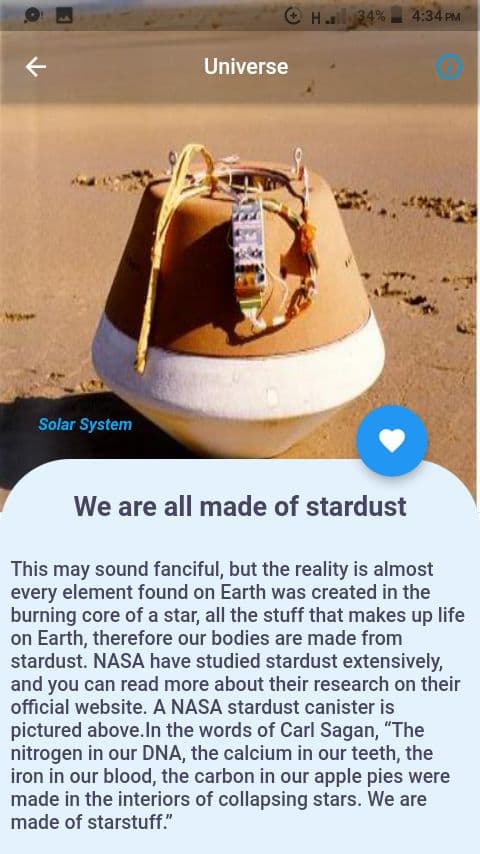 H 34% 4:34 PM
Universe
Solar System
We are all made of stardust
This may sound fanciful, but the reality is almost
every element found on Earth was created in the
burning core of a star, all the stuff that makes up life
on Earth, therefore our bodies are made from
stardust. NASA have studied stardust extensively,
and you can read more about their research on their
official website. A NASA stardust canister is
pictured above.In the words of Carl Sagan, “The
nitrogen in our DNA, the calcium in our teeth, the
iron in our blood, the carbon in our apple pies were
made in the interiors of collapsing stars. We are
made of starstuff.”